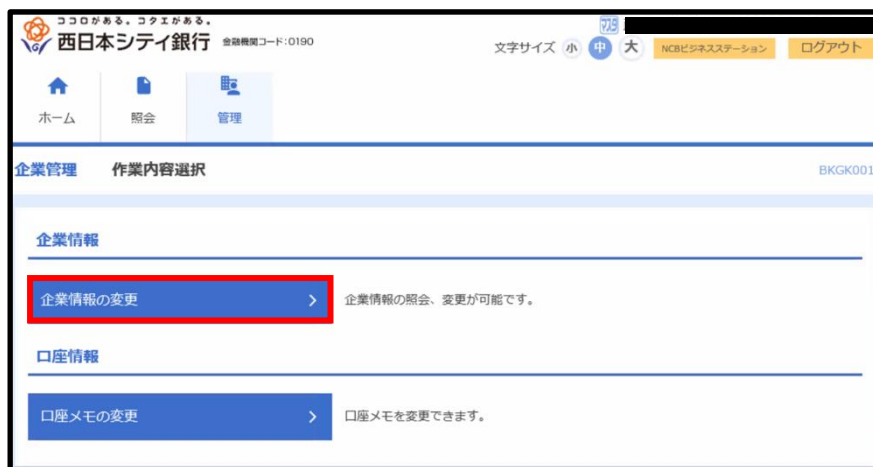 ココロがある。コタエがある。
西日本シティ銀行 金融機関コード:0190
文字サイズ 小 中 大 NCBビジネスステーション ログアウト
ホーム 照会 管理
企業管理 作業内容選択 BKGK001
企業情報
企業情報の変更 企業情報の照会、変更が可能です。
口座情報
口座メモの変更 口座メモを変更できます。